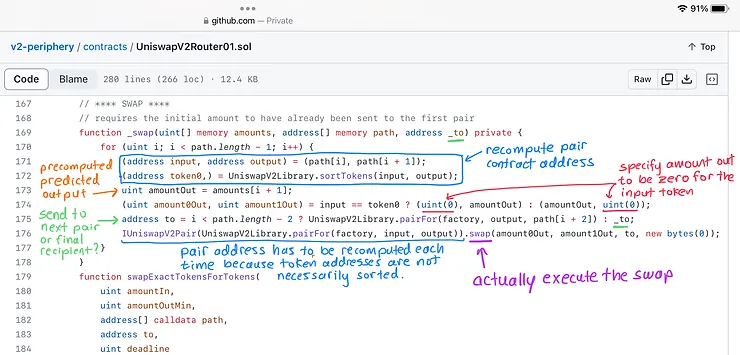 91%
github.com — Private
v2-periphery / contracts / UniswapV2Router01.sol
Top
Code Blame 280 lines (266 loc) · 12.4 KB
Raw
167 // **** SWAP ****
168 // requires the initial amount to have already been sent to the first pair
169 function _swap(uint[] memory amounts, address[] memory path, address _to) private {
170 for (uint i; i < path.length - 1; i++) {
171 (address input, address output) = (path[i], path[i + 1]);
172 (address token0,) = UniswapV2Library.sortTokens(input, output);
173 uint amountOut = amounts[i + 1];
174 (uint amount0Out, uint amount1Out) = input == token0 ? (uint(0), amountOut) : (amountOut, uint(0));
175 address to = i < path.length - 2 ? UniswapV2Library.pairFor(factory, output, path[i + 2]) : _to;
176 IUniswapV2Pair(UniswapV2Library.pairFor(factory, input, output)).swap(amount0Out, amount1Out, to, new bytes(0));
177 }
178 }
179 function swapExactTokensForTokens(
180 uint amountIn,
181 uint amountOutMin,
182 address[] calldata path,
183 address to,
184 uint deadline
recompute pair
contract address
precomputed
predicted
output
specify amount out
to be zero for the
input token
send to
next pair
or final
recipient?
pair address has to be recomputed each
time because token addresses are not
necessarily sorted.
actually execute the swap